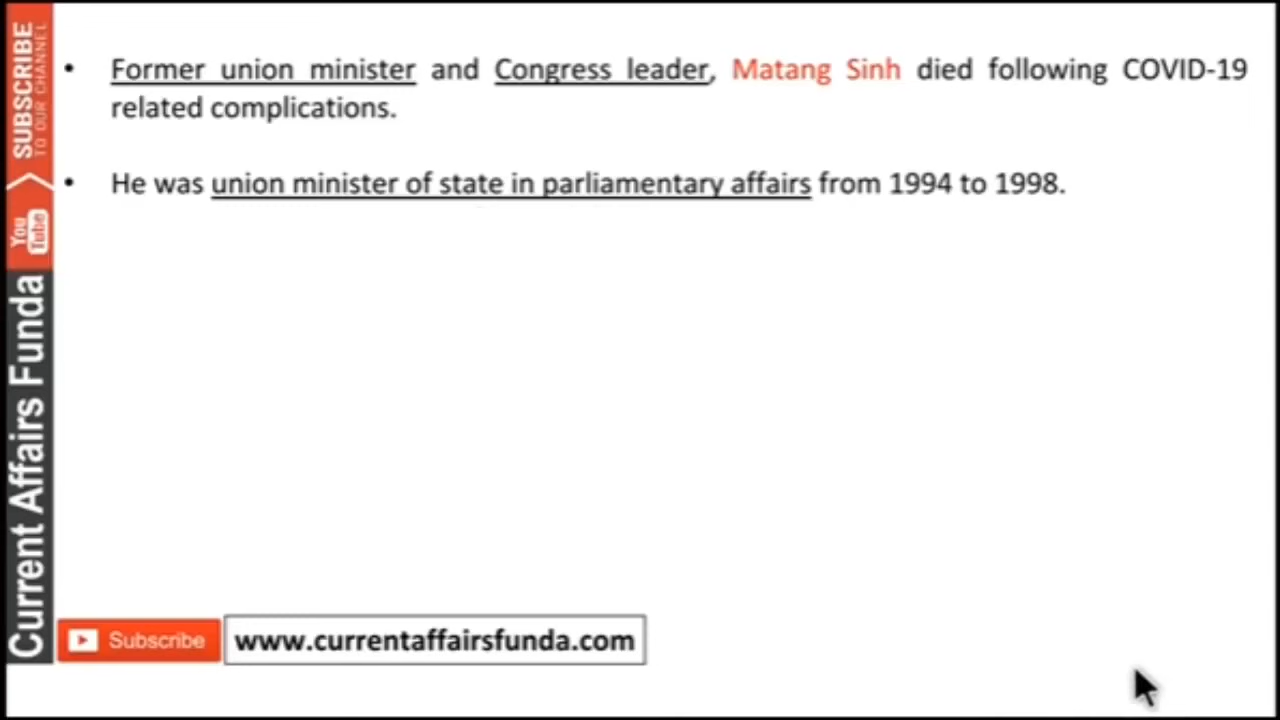 SUBSCRIBE
TO OUR CHANNEL
You
Tube
Current Affairs Funda
• Former union minister and Congress leader, Matang Sinh died following COVID-19
related complications.
• He was union minister of state in parliamentary affairs from 1994 to 1998.
Subscribe
www.currentaffairsfunda.com